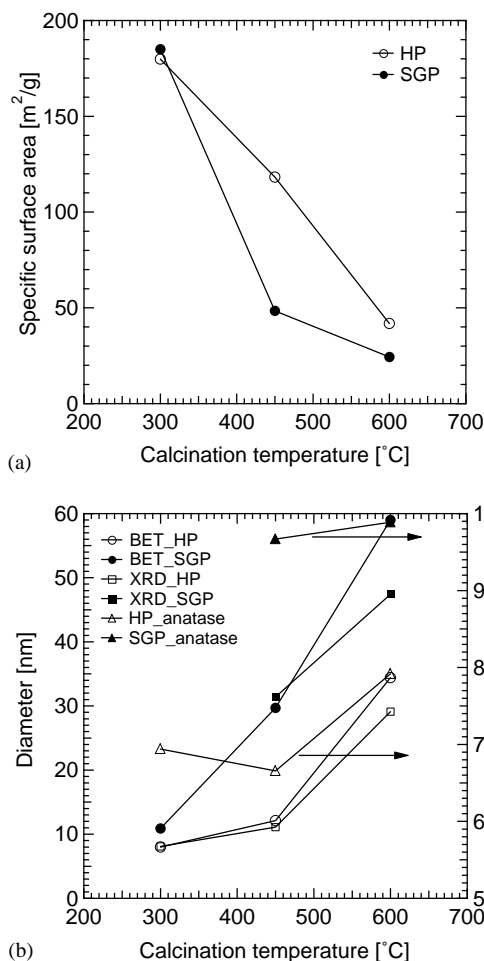 200
150
100
50
0
Specific surface area [m²/g]
HP
SGP
200 300 400 500 600 700
Calcination temperature [˚C]
(a)
60
50
40
30
20
10
0
Diameter [nm]
BET_HP
BET_SGP
XRD_HP
XRD_SGP
HP_anatase
SGP_anatase
1
9
8
7
6
5
200 300 400 500 600 700
Calcination temperature [˚C]
(b)